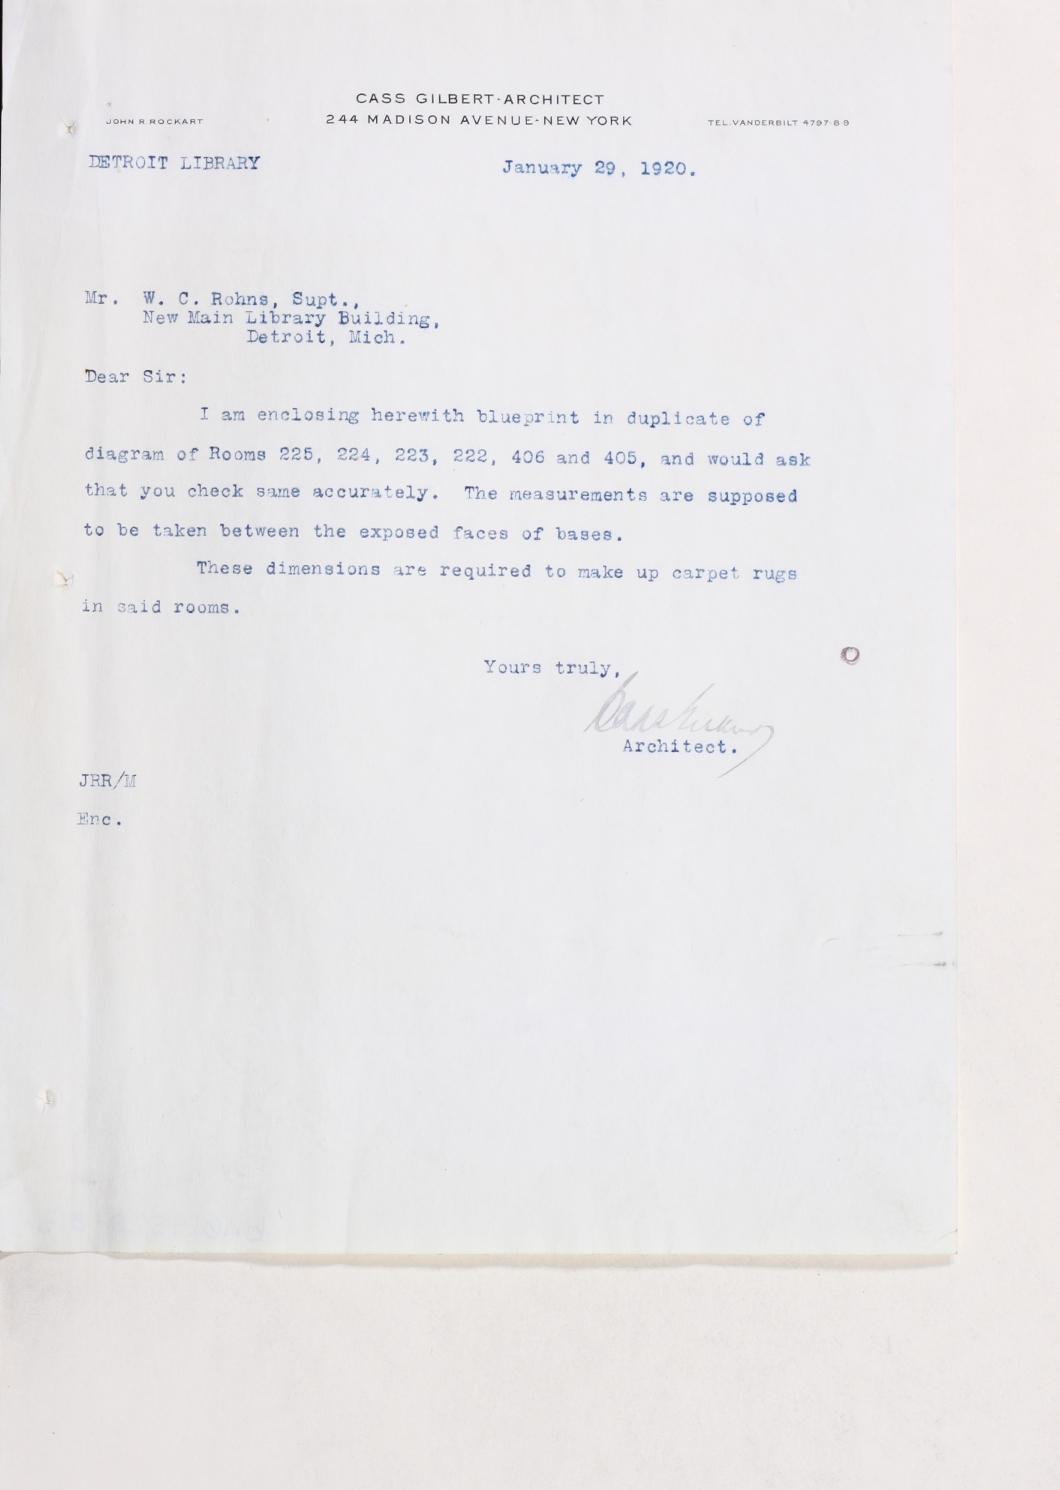 CASS GILBERT-ARCHITECT
JOHN R. ROCKART 244 MADISON AVENUE-NEW YORK TEL. VANDERBILT 4797-8-9
DETROIT LIBRARY January 29, 1920.
Mr. W. C. Rohns, Supt.,
New Main Library Building,
Detroit, Mich.
Dear Sir:
I am enclosing herewith blueprint in duplicate of
diagram of Rooms 225, 224, 223, 222, 406 and 405, and would ask
that you check same accurately. The measurements are supposed
to be taken between the exposed faces of bases.
These dimensions are required to make up carpet rugs
in said rooms.
Yours truly,
Cass Gilbert
Architect.
JRR/M
Enc.